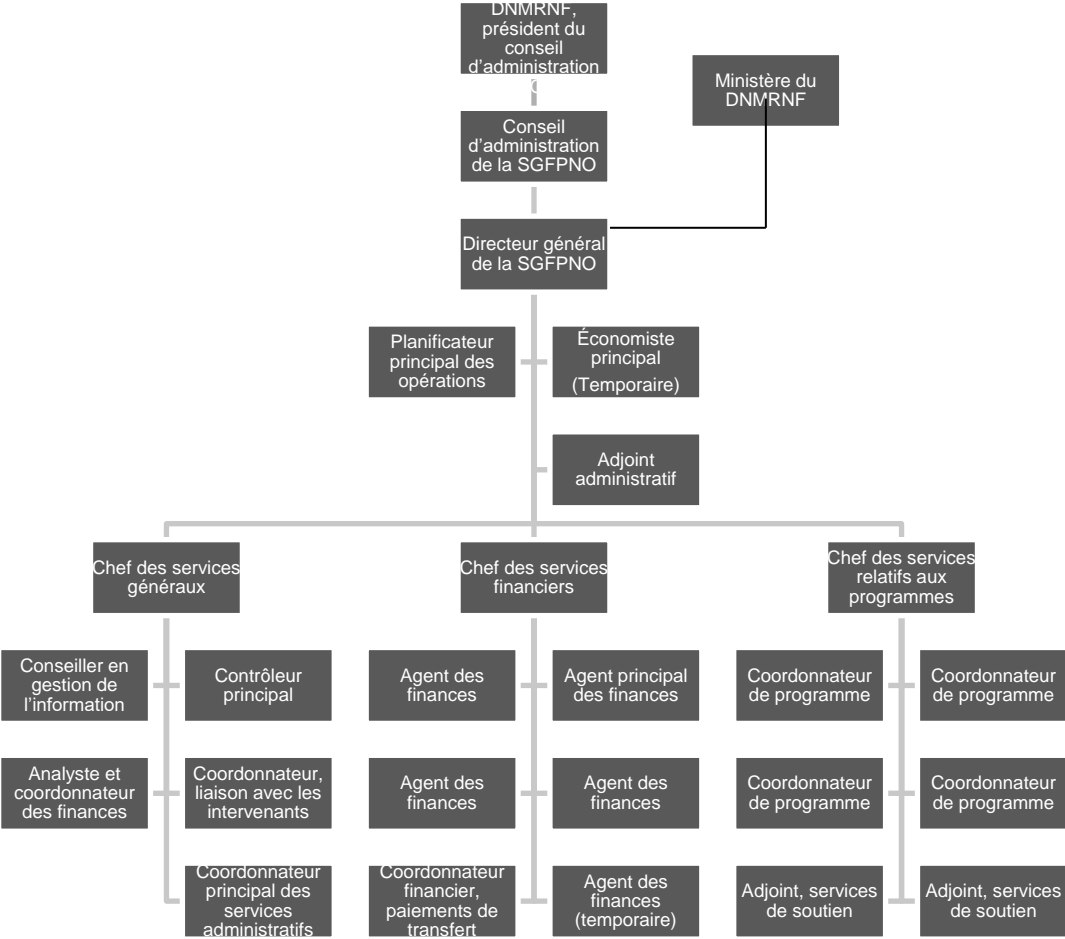 DNMRNF,
président du
conseil
d’administration
Ministère du
DNMRNF
Conseil
d’administration
de la SGFPNO
Directeur général
de la SGFPNO
Planificateur
principal des
opérations
Économiste
principal
(Temporaire)
Adjoint
administratif
Chef des services
généraux
Chef des services
financiers
Chef des services
relatifs aux
programmes
Conseiller en
gestion de
l’information
Contrôleur
principal
Agent des
finances
Agent principal
des finances
Coordonnateur
de programme
Coordonnateur
de programme
Analyste et
coordonnateur
des finances
Coordonnateur,
liaison avec les
intervenants
Agent des
finances
Agent des
finances
Coordonnateur
de programme
Coordonnateur
de programme
Coordonnateur
principal des
services
administratifs
Coordonnateur
financier,
paiements de
transfert
Agent des
finances
(temporaire)
Adjoint, services
de soutien
Adjoint, services
de soutien